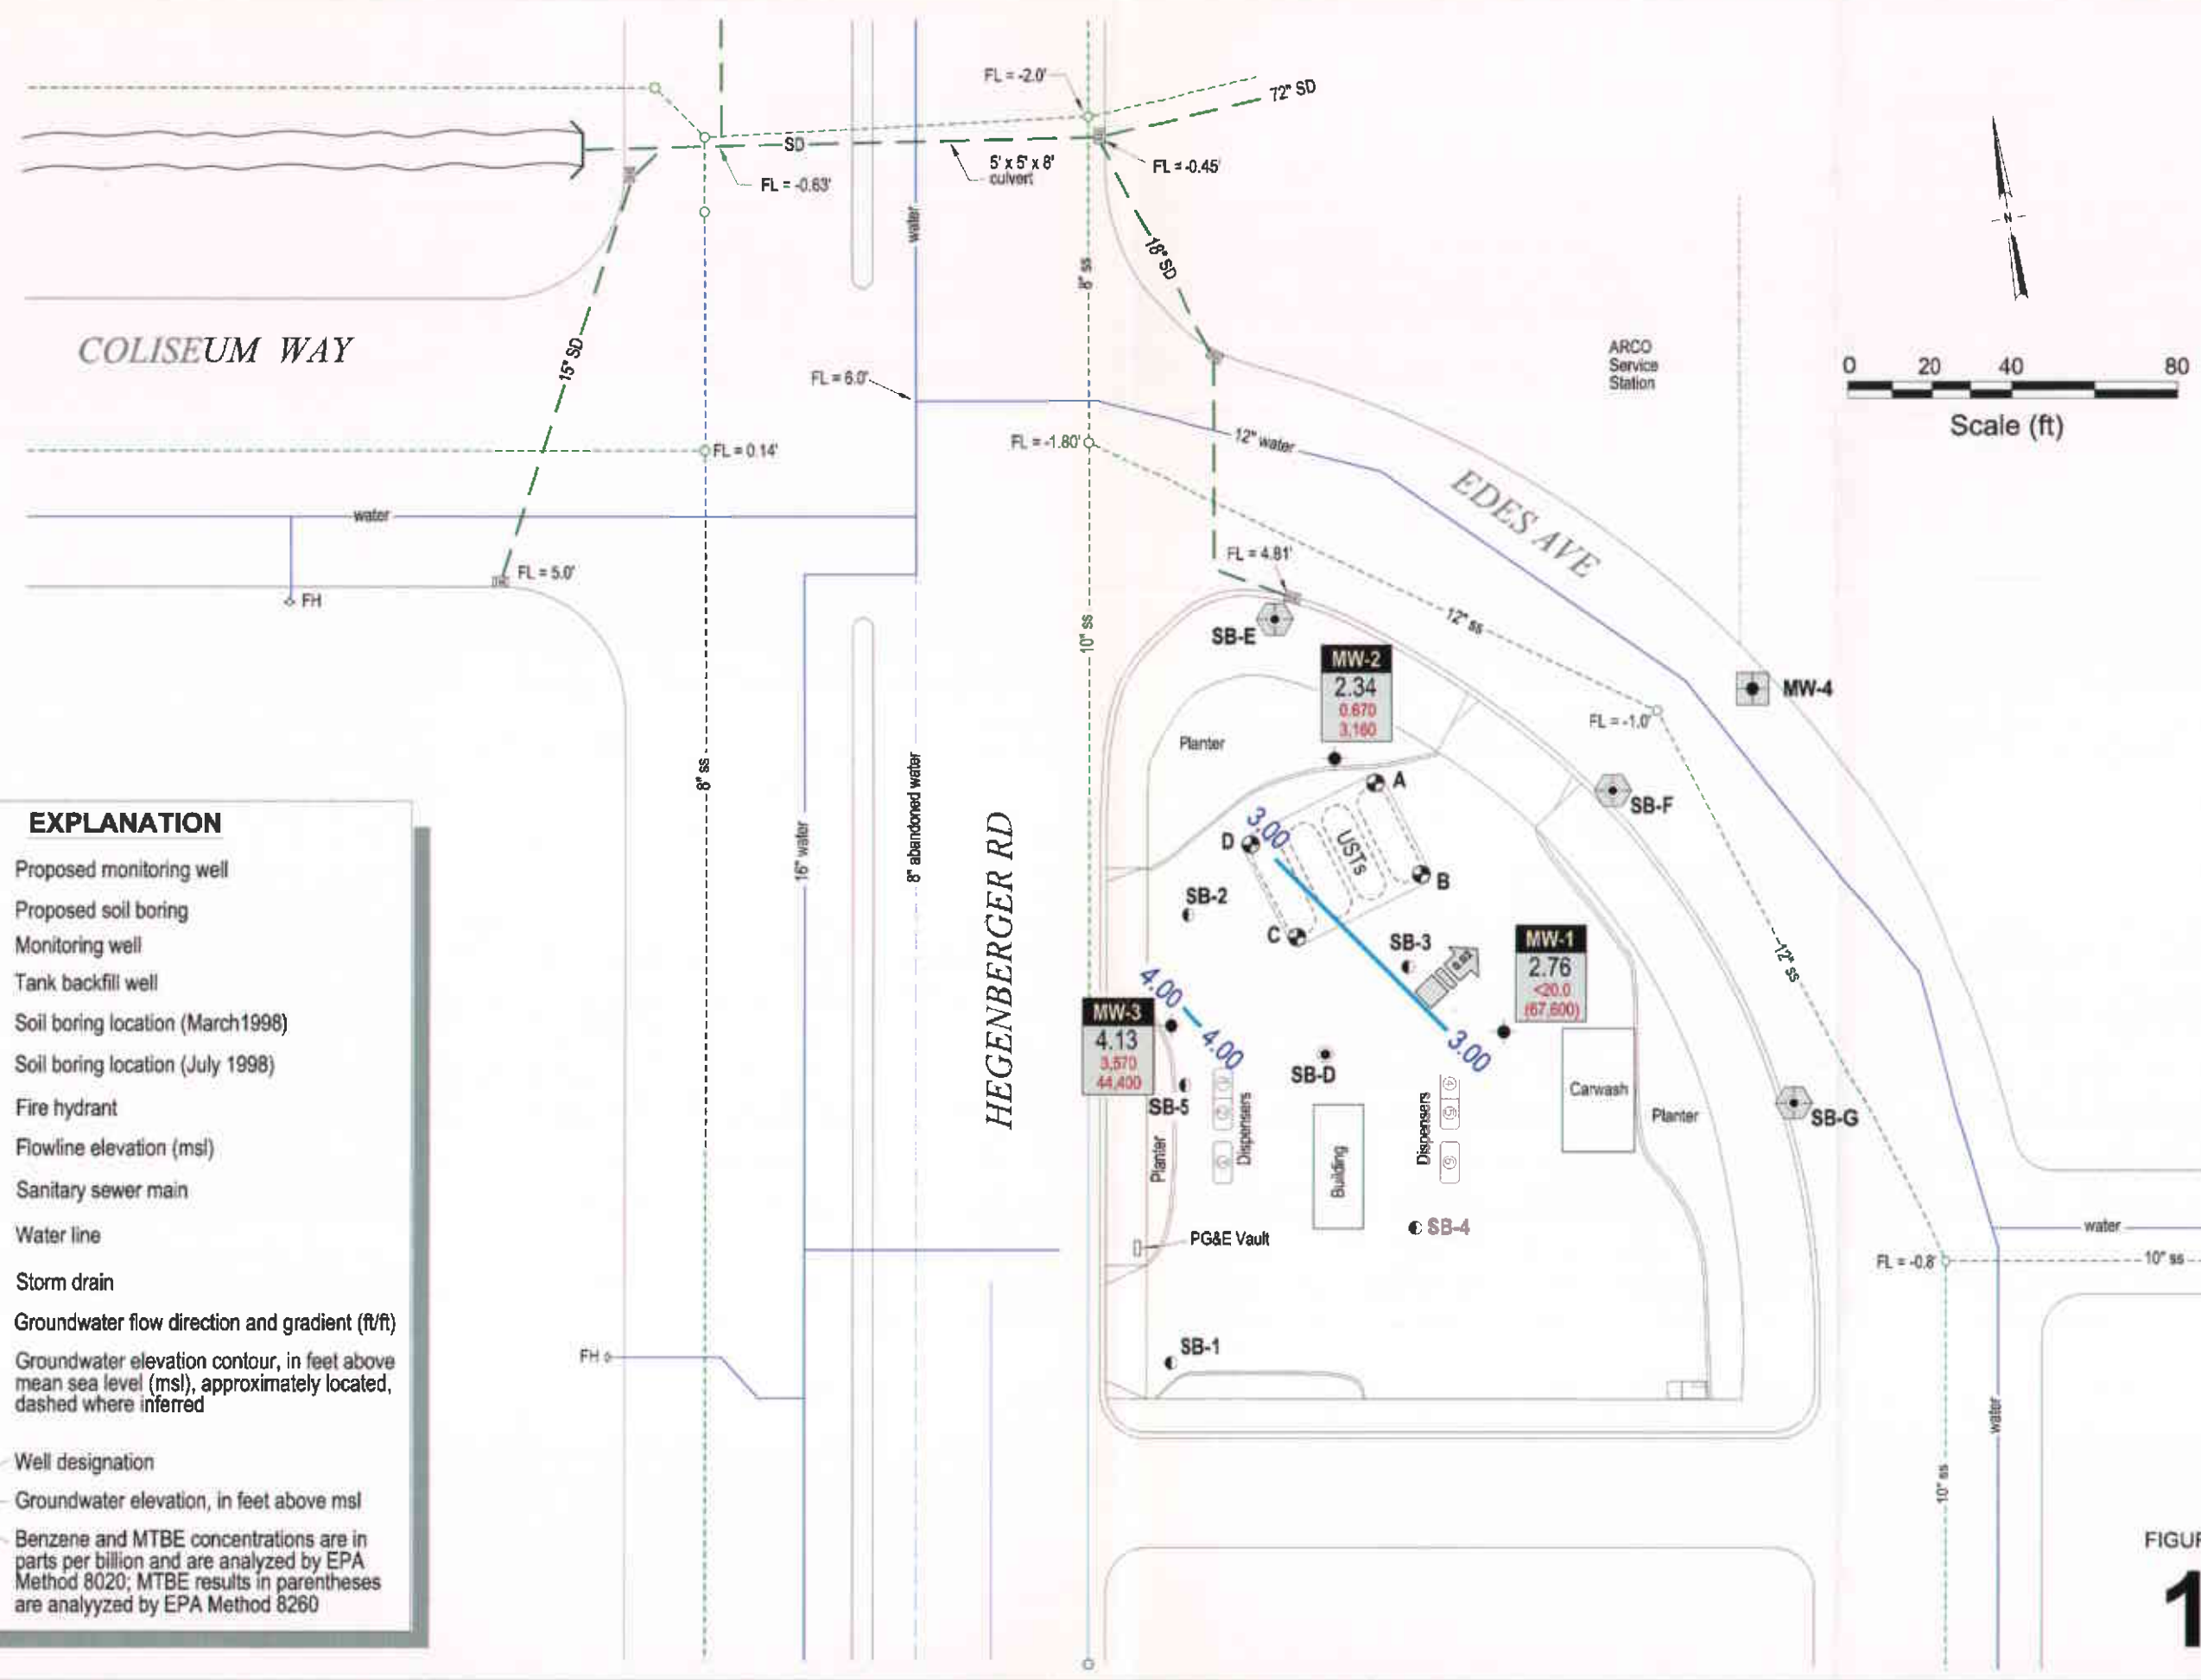 FL = -2.0'
72" SD
SD
5' x 5' x 8'
culvert
FL = -0.45'
FL = -0.63'
water
8" ss
18" SD
N
COLISEUM WAY
15" SD
FL = 6.0'
ARCO
Service
Station
0 20 40 80
Scale (ft)
FL = 0.14'
FL = -1.80'
12" water
EDES AVE
water
FL = 5.0'
FH
FL = 4.81'
12" ss
10" ss
SB-E
MW-2
2.34
0.670
3,160
MW-4
FL = -1.0'
Planter
8" ss
16" water
8" abandoned water
HEGENBERGER RD
A
SB-F
3.00
D
USTs
B
SB-2
C
SB-3
0.02
MW-1
2.76
<20.0
(67,600)
12" ss
4.00
MW-3
4.13
3,570
44,400
4.00
3.00
SB-D
SB-5
Dispensers
Dispensers
Carwash
Planter
SB-G
Planter
Building
SB-4
PG&E Vault
water
FL = -0.8'
10" ss
SB-1
FH
water
10" ss
EXPLANATION
Proposed monitoring well
Proposed soil boring
Monitoring well
Tank backfill well
Soil boring location (March1998)
Soil boring location (July 1998)
Fire hydrant
Flowline elevation (msl)
Sanitary sewer main
Water line
Storm drain
Groundwater flow direction and gradient (ft/ft)
Groundwater elevation contour, in feet above
mean sea level (msl), approximately located,
dashed where inferred
Well designation
Groundwater elevation, in feet above msl
Benzene and MTBE concentrations are in
parts per billion and are analyzed by EPA
Method 8020; MTBE results in parentheses
are analyyzed by EPA Method 8260
FIGUR
1